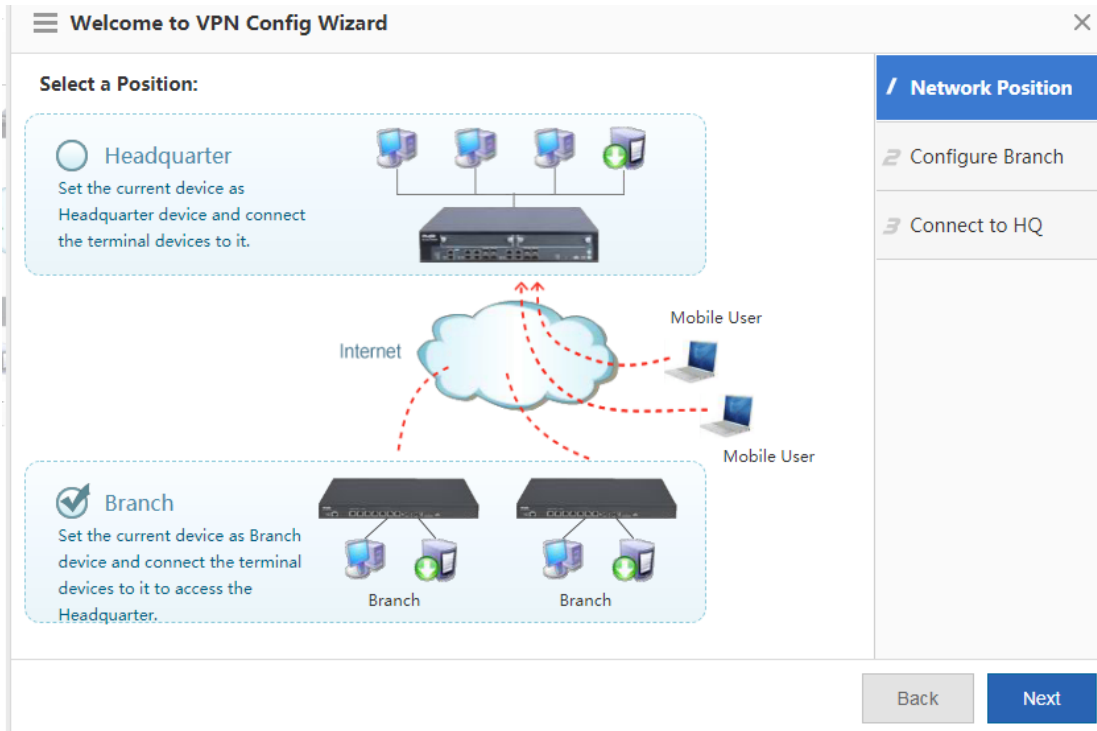 Welcome to VPN Config Wizard
Select a Position:
Headquarter
Set the current device as
Headquarter device and connect
the terminal devices to it.
Internet
Mobile User
Mobile User
Branch
Set the current device as Branch
device and connect the terminal
devices to it to access the
Headquarter.
Branch
Branch
1 Network Position
2 Configure Branch
3 Connect to HQ
Back
Next